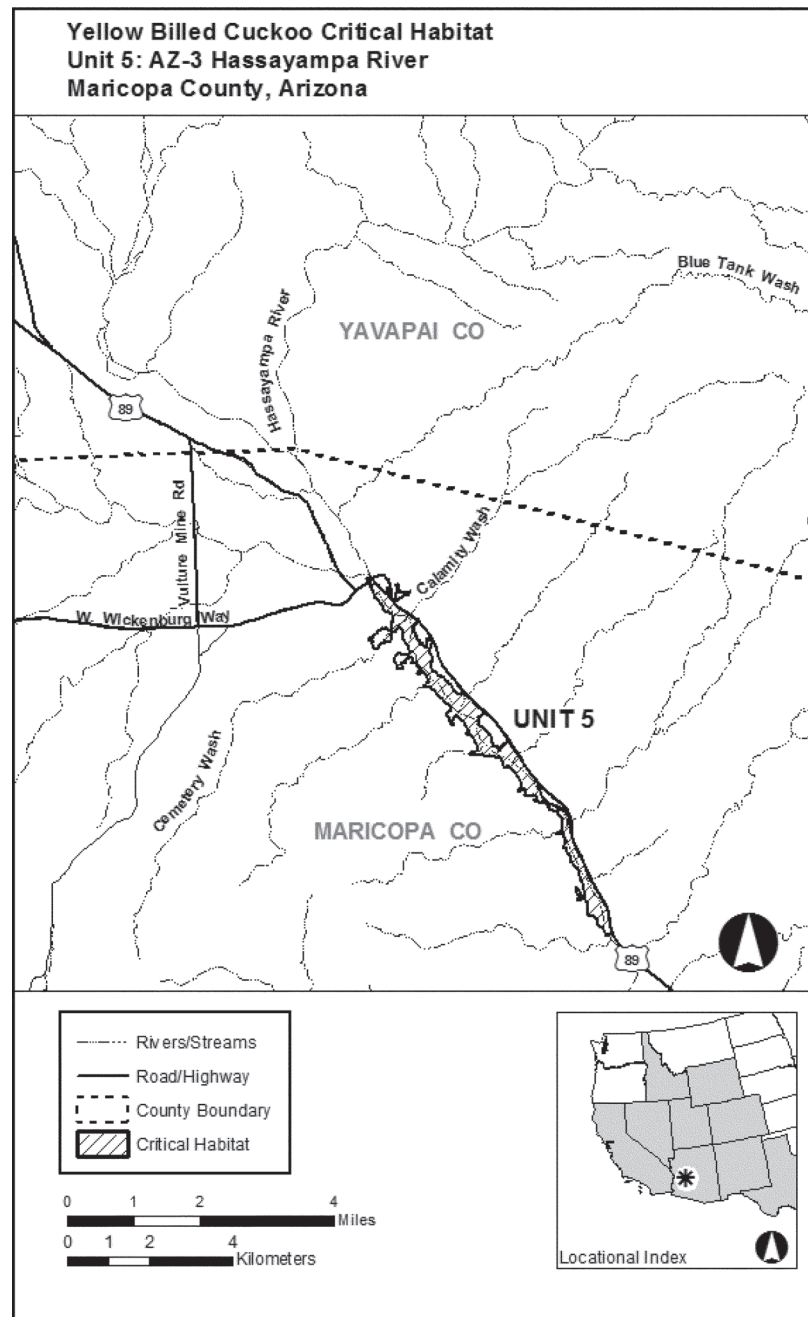 Yellow Billed Cuckoo Critical Habitat
Unit 5: AZ-3 Hassayampa River
Maricopa County, Arizona
Blue Tank Wash
Hassayampa River
YAVAPAI CO
89
Vulture Mine Rd
Calamity Wash
W. Wickenburg Way
UNIT 5
Cemetery Wash
MARICOPA CO
89
Rivers/Streams
Road/Highway
County Boundary
Critical Habitat
0 1 2 4
Miles
0 1 2 4
Kilometers
Locational Index